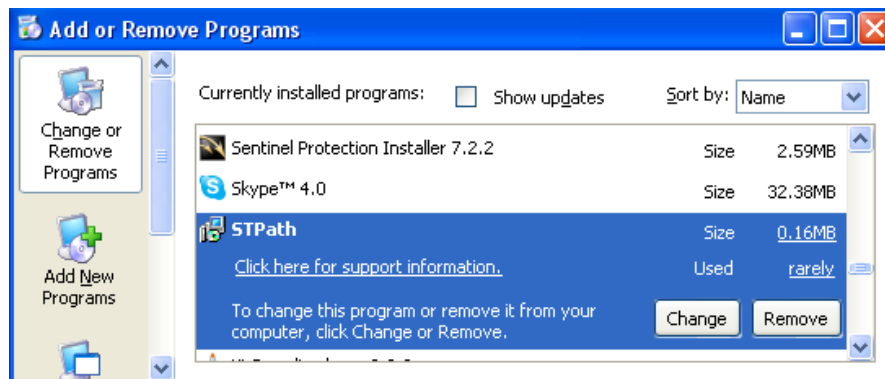 Add or Remove Programs
Change or
Remove
Programs
Add New
Programs
Currently installed programs:
Show updates
Sort by:
Name
Sentinel Protection Installer 7.2.2
Size
2.59MB
Skype™ 4.0
Size
32.38MB
STPath
Size
0.16MB
Click here for support information.
Used
rarely
To change this program or remove it from your
computer, click Change or Remove.
Change
Remove